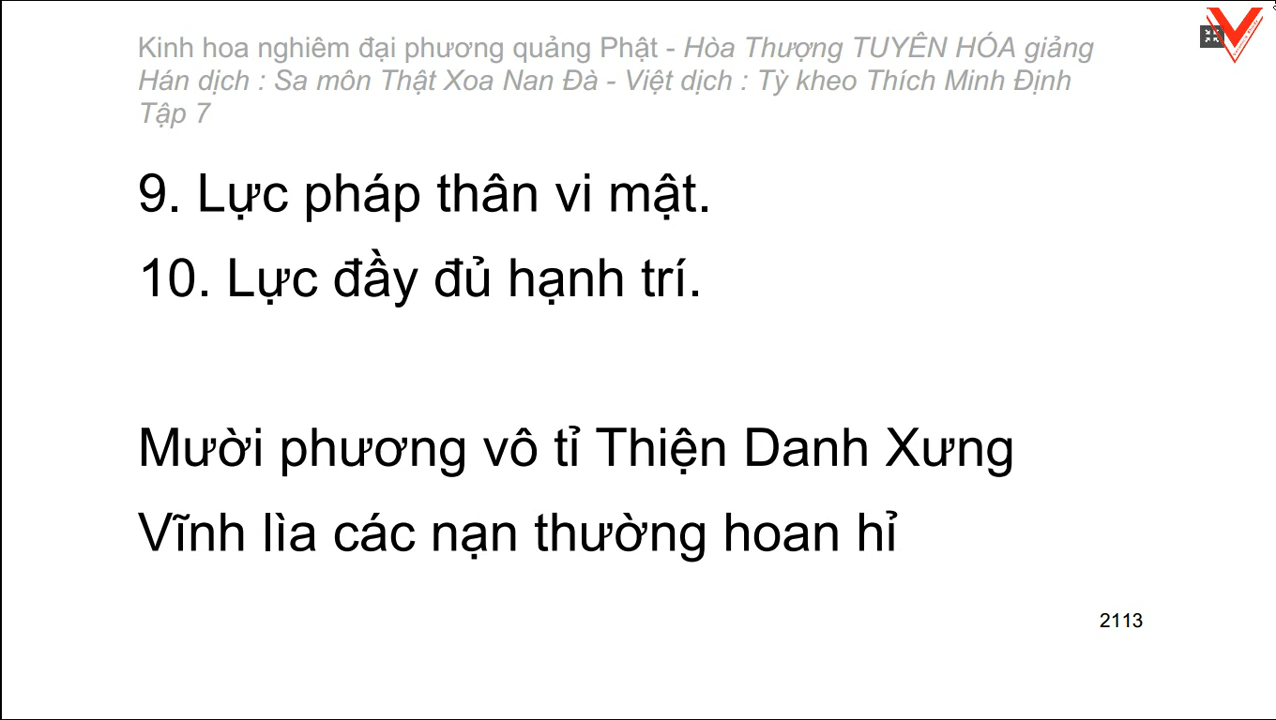 Kinh hoa nghiêm đại phương quảng Phật - Hòa Thượng TUYÊN HÓA giảng
Hán dịch : Sa môn Thật Xoa Nan Đà - Việt dịch : Tỳ kheo Thích Minh Định
Tập 7
9. Lực pháp thân vi mật.
10. Lực đầy đủ hạnh trí.
Mười phương vô tỉ Thiện Danh Xưng
Vĩnh lìa các nạn thường hoan hỉ
2113